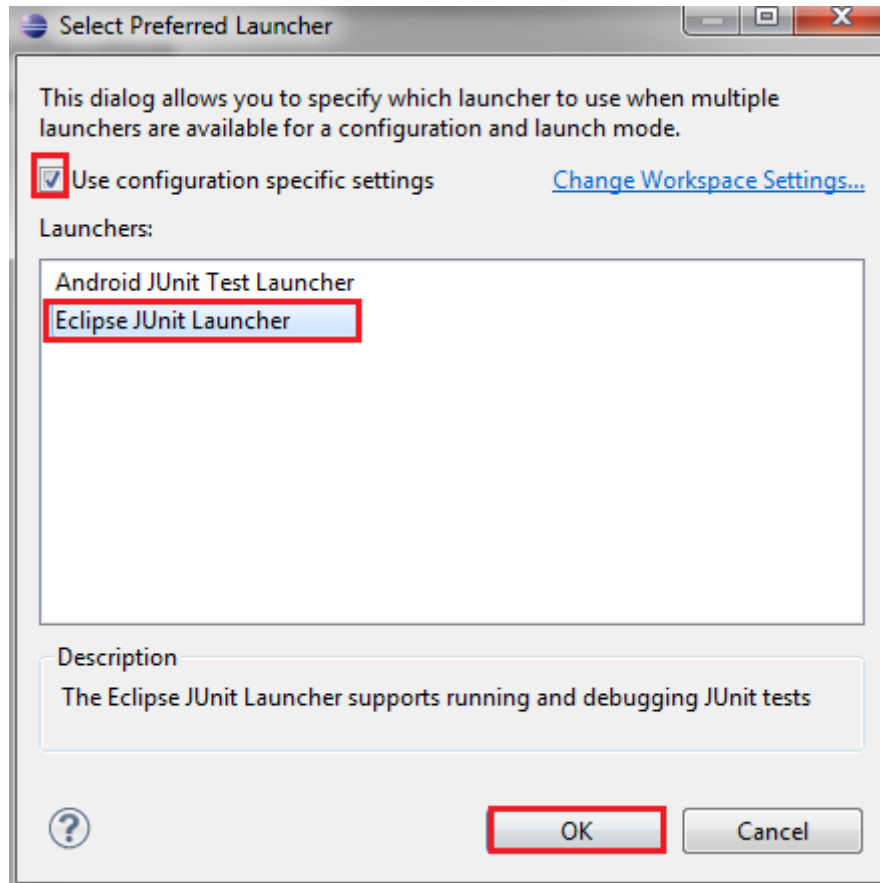 Select Preferred Launcher
This dialog allows you to specify which launcher to use when multiple
launchers are available for a configuration and launch mode.
Use configuration specific settings
Change Workspace Settings...
Launchers:
Android JUnit Test Launcher
Eclipse JUnit Launcher
Description
The Eclipse JUnit Launcher supports running and debugging JUnit tests
?
OK
Cancel